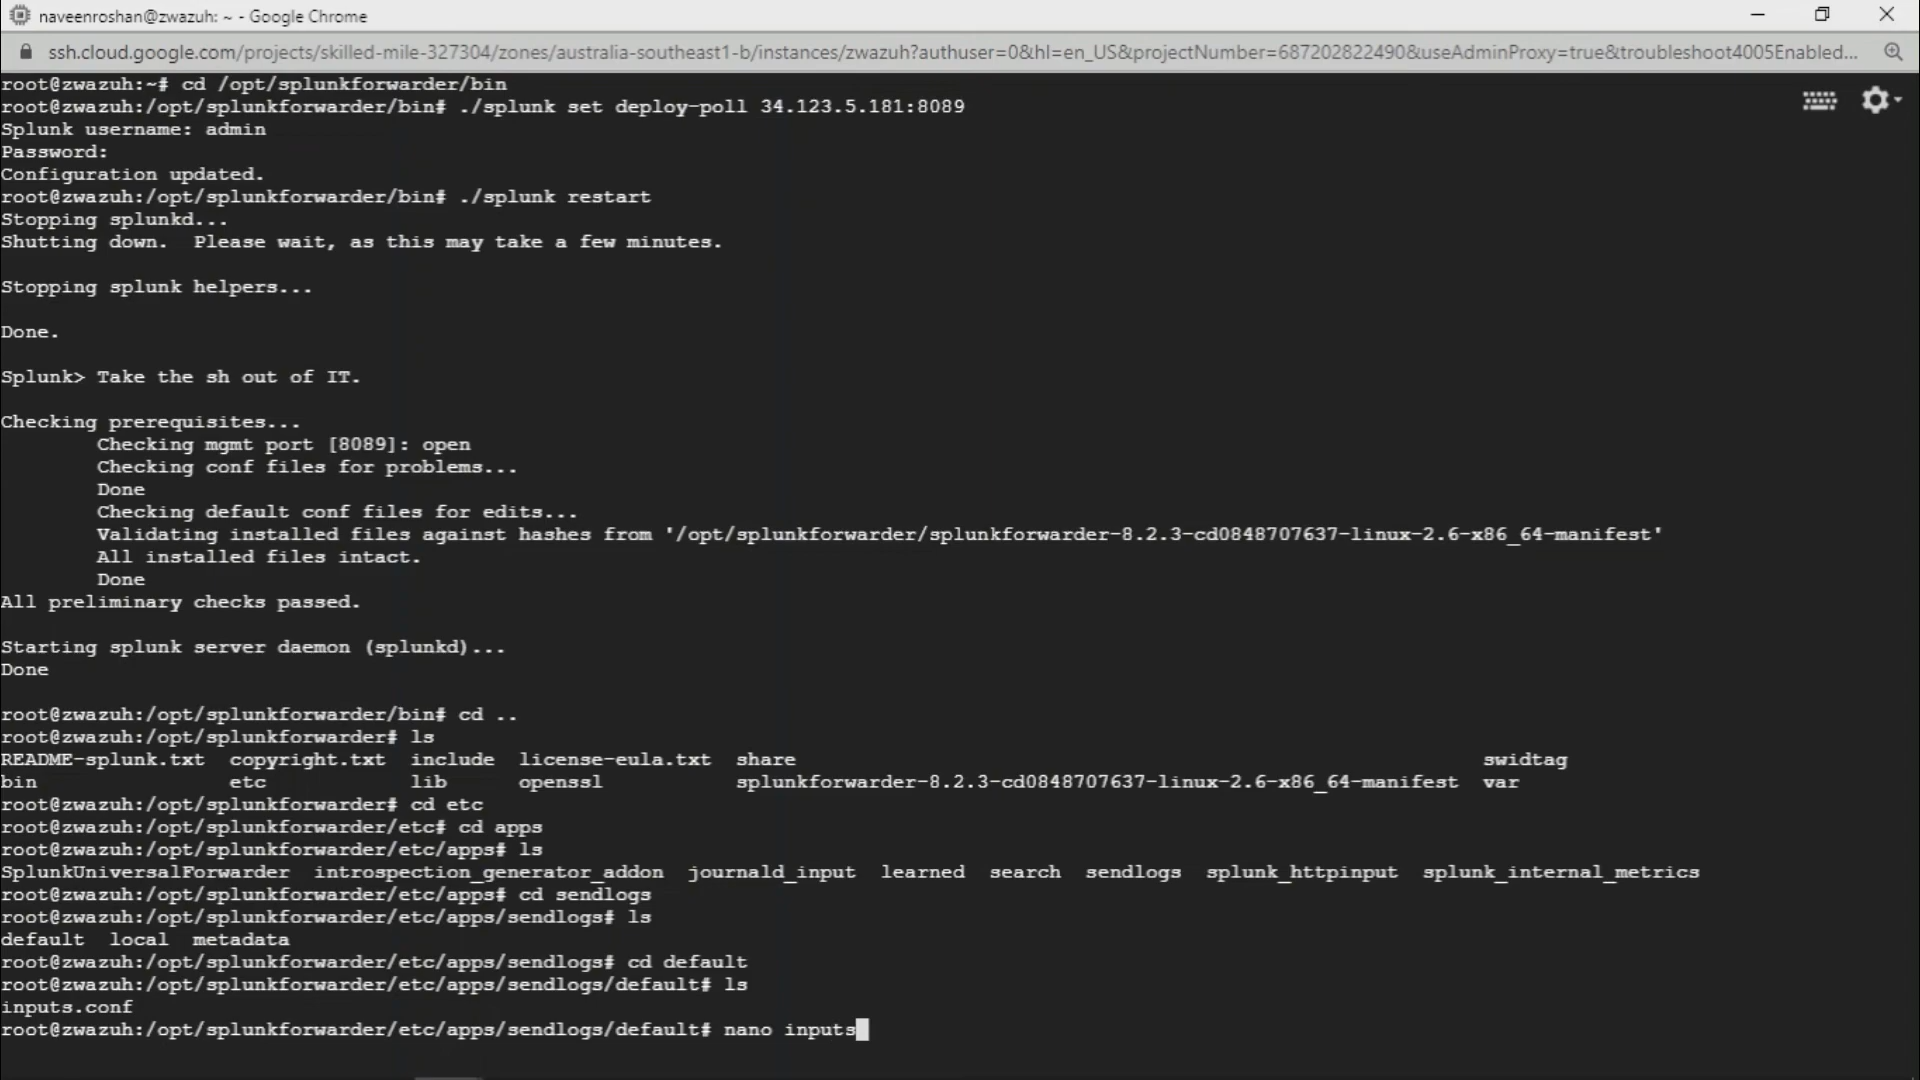 naveenroshan@zwazuh: ~ - Google Chrome
ssh.cloud.google.com/projects/skilled-mile-327304/zones/australia-southeast1-b/instances/zwazuh?authuser=0&hl=en_US&projectNumber=687202822490&useAdminProxy=true&troubleshoot4005Enabled...
root@zwazuh:~# cd /opt/splunkforwarder/bin
root@zwazuh:/opt/splunkforwarder/bin# ./splunk set deploy-poll 34.123.5.181:8089
Splunk username: admin
Password:
Configuration updated.
root@zwazuh:/opt/splunkforwarder/bin# ./splunk restart
Stopping splunkd...
Shutting down.  Please wait, as this may take a few minutes.
Stopping splunk helpers...
Done.
Splunk> Take the sh out of IT.
Checking prerequisites...
Checking mgmt port [8089]: open
Checking conf files for problems...
Done
Checking default conf files for edits...
Validating installed files against hashes from '/opt/splunkforwarder/splunkforwarder-8.2.3-cd0848707637-linux-2.6-x86_64-manifest'
All installed files intact.
Done
All preliminary checks passed.
Starting splunk server daemon (splunkd)...
Done
root@zwazuh:/opt/splunkforwarder/bin# cd ..
root@zwazuh:/opt/splunkforwarder# ls
README-splunk.txt  copyright.txt  include  license-eula.txt  share  swidtag
bin  etc  lib  openssl  splunkforwarder-8.2.3-cd0848707637-linux-2.6-x86_64-manifest  var
root@zwazuh:/opt/splunkforwarder# cd etc
root@zwazuh:/opt/splunkforwarder/etc# cd apps
root@zwazuh:/opt/splunkforwarder/etc/apps# ls
SplunkUniversalForwarder  introspection_generator_addon  journald_input  learned  search  sendlogs  splunk_httpinput  splunk_internal_metrics
root@zwazuh:/opt/splunkforwarder/etc/apps# cd sendlogs
root@zwazuh:/opt/splunkforwarder/etc/apps/sendlogs# ls
default  local  metadata
root@zwazuh:/opt/splunkforwarder/etc/apps/sendlogs# cd default
root@zwazuh:/opt/splunkforwarder/etc/apps/sendlogs/default# ls
inputs.conf
root@zwazuh:/opt/splunkforwarder/etc/apps/sendlogs/default# nano inputs